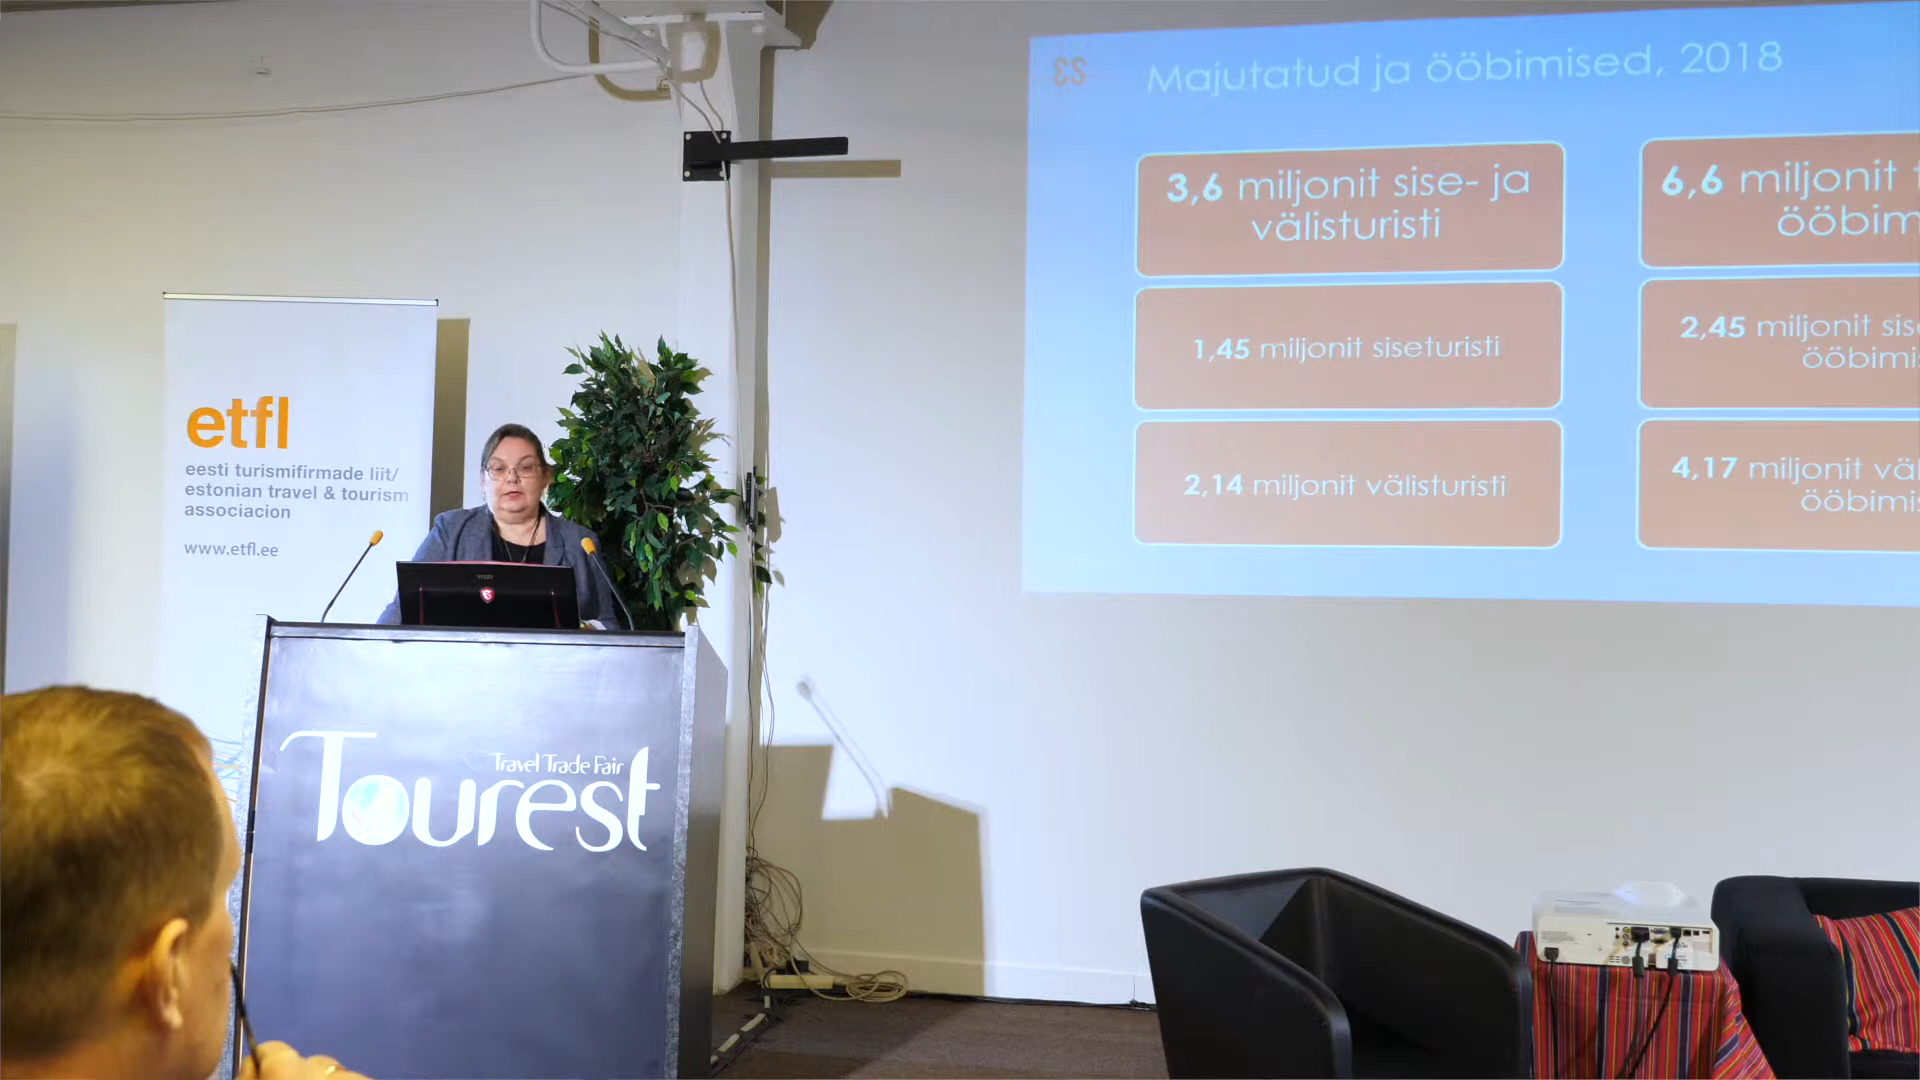 Majutatud ja ööbimised, 2018
3,6 miljonit sise- ja
välisturisti
6,6 miljonit
ööbim
1,45 miljonit siseturisti
2,45 miljonit sis
ööbimi
2,14 miljonit välisturisti
4,17 miljonit väl
ööbimi
etfl
eesti turismifirmade liit/
estonian travel & tourism
associacion
www.etfl.ee
Travel Trade Fair
Tourest